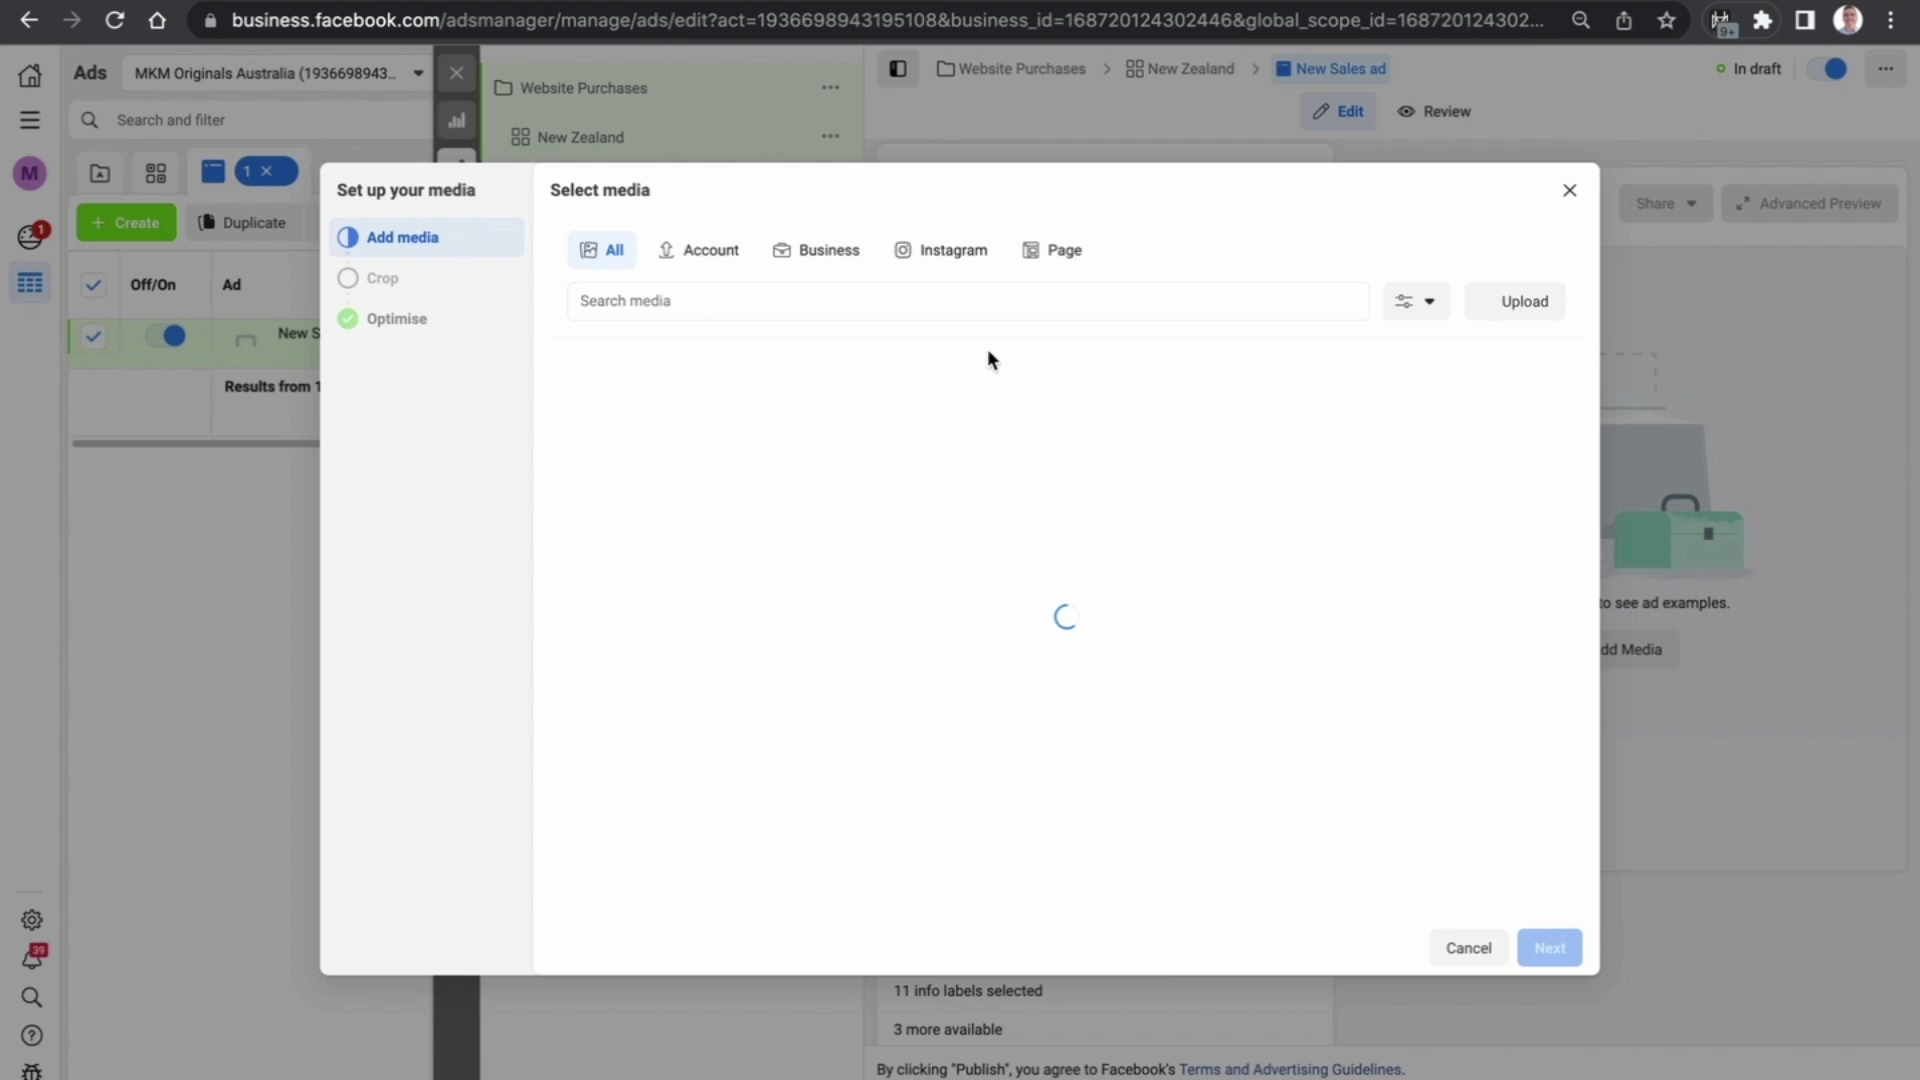 business.facebook.com/adsmanager/manage/ads/edit?act=1936698943195108&business_id=168720124302446&global_scope_id=168720124302...
9+
Ads
MKM Originals Australia (1936698943...
Website Purchases
Website Purchases > New Zealand > New Sales ad
In draft
Search and filter
Edit
Review
New Zealand
M
1
Set up your media
Select media
Share
Advanced Preview
+ Create
Duplicate
1
Add media
All
Account
Business
Instagram
Page
Off/On
Ad
Crop
Search media
Upload
Optimise
New S
Results from 1
to see ad examples.
dd Media
39
Cancel
Next
11 info labels selected
3 more available
By clicking "Publish", you agree to Facebook's Terms and Advertising Guidelines.